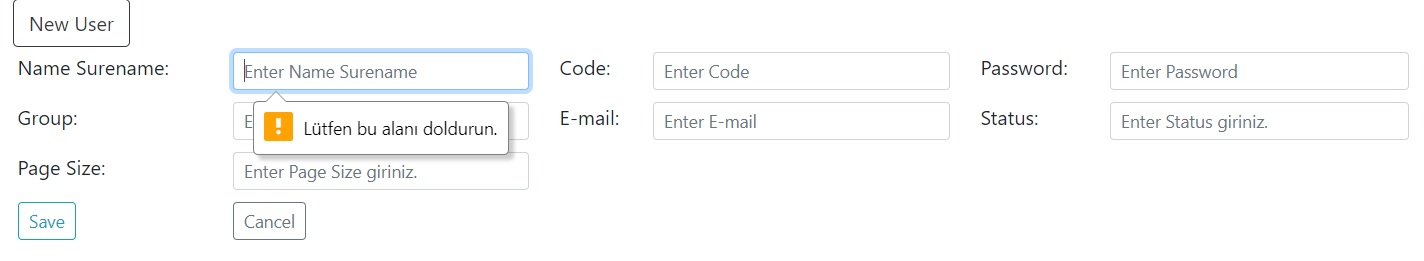 New User
Name Surename: Enter Name Surename Code: Enter Code Password: Enter Password
Group: E-mail: Enter E-mail Status: Enter Status giriniz.
Lütfen bu alanı doldurun.
Page Size: Enter Page Size giriniz.
Save Cancel